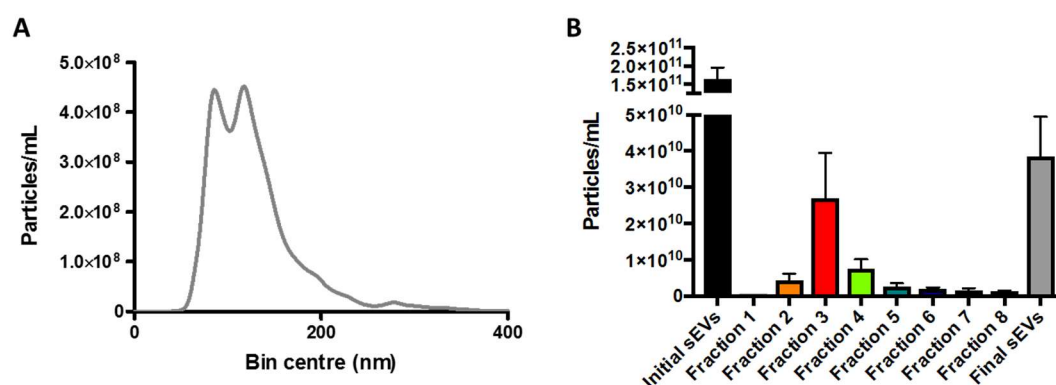 A
5.0×10⁸
4.0×10⁸
3.0×10⁸
2.0×10⁸
1.0×10⁸
0
Particles/mL
0
200
400
Bin centre (nm)
B
2.5×10¹¹
2.0×10¹¹
1.5×10¹¹
5×10¹⁰
4×10¹⁰
3×10¹⁰
2×10¹⁰
1×10¹⁰
0
Particles/mL
Initial sEVs
Fraction 1
Fraction 2
Fraction 3
Fraction 4
Fraction 5
Fraction 6
Fraction 7
Fraction 8
Final sEVs